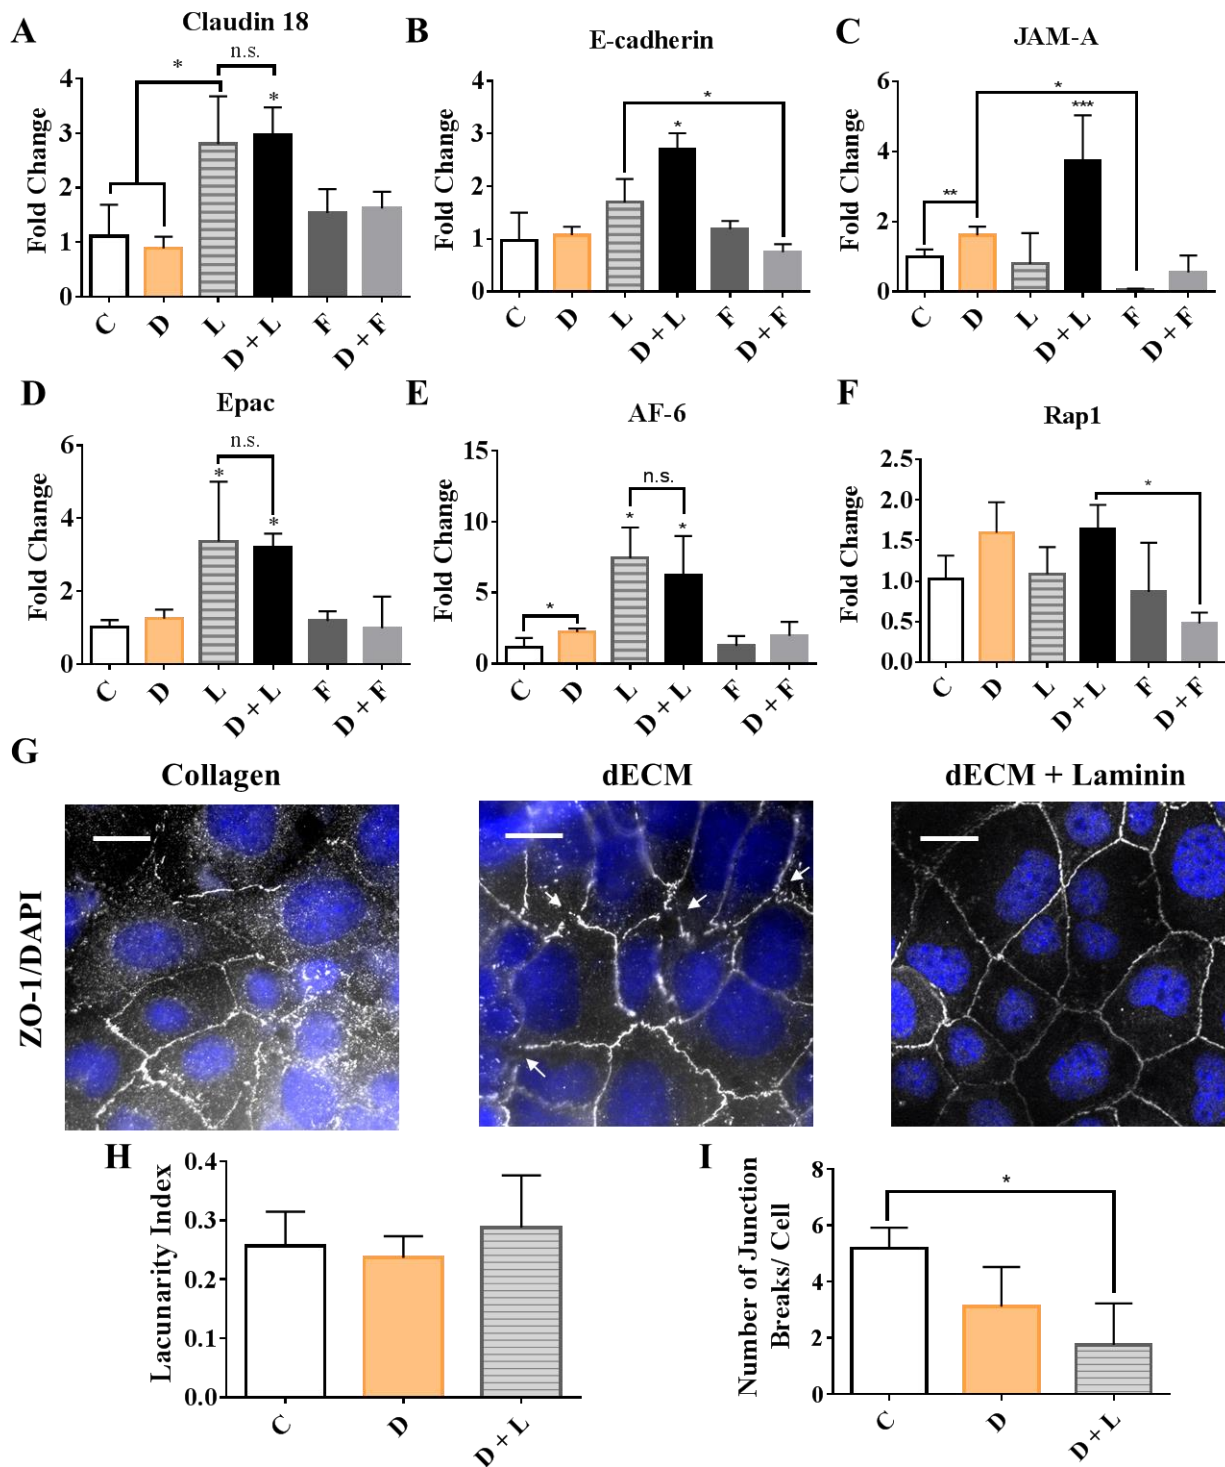 A
Claudin 18
n.s.
*
*
Fold Change
4
3
2
1
0
C
D
L
D + L
F
D + F
B
E-cadherin
*
*
Fold Change
4
3
2
1
0
C
D
L
D + L
F
D + F
C
JAM-A
*
***
**
Fold Change
6
4
2
0
C
D
L
D + L
F
D + F
D
Epac
n.s.
*
*
Fold Change
6
4
2
0
C
D
L
D + L
F
D + F
E
AF-6
n.s.
*
*
*
Fold Change
15
10
5
0
C
D
L
D + L
F
D + F
F
Rap1
*
Fold Change
2.5
2.0
1.5
1.0
0.5
0.0
C
D
L
D + L
F
D + F
G
Collagen
dECM
dECM + Laminin
ZO-1/DAPI
H
Lacunarity Index
0.4
0.3
0.2
0.1
0.0
C
D
D + L
I
Number of Junction
Breaks/ Cell
*
8
6
4
2
0
C
D
D + L